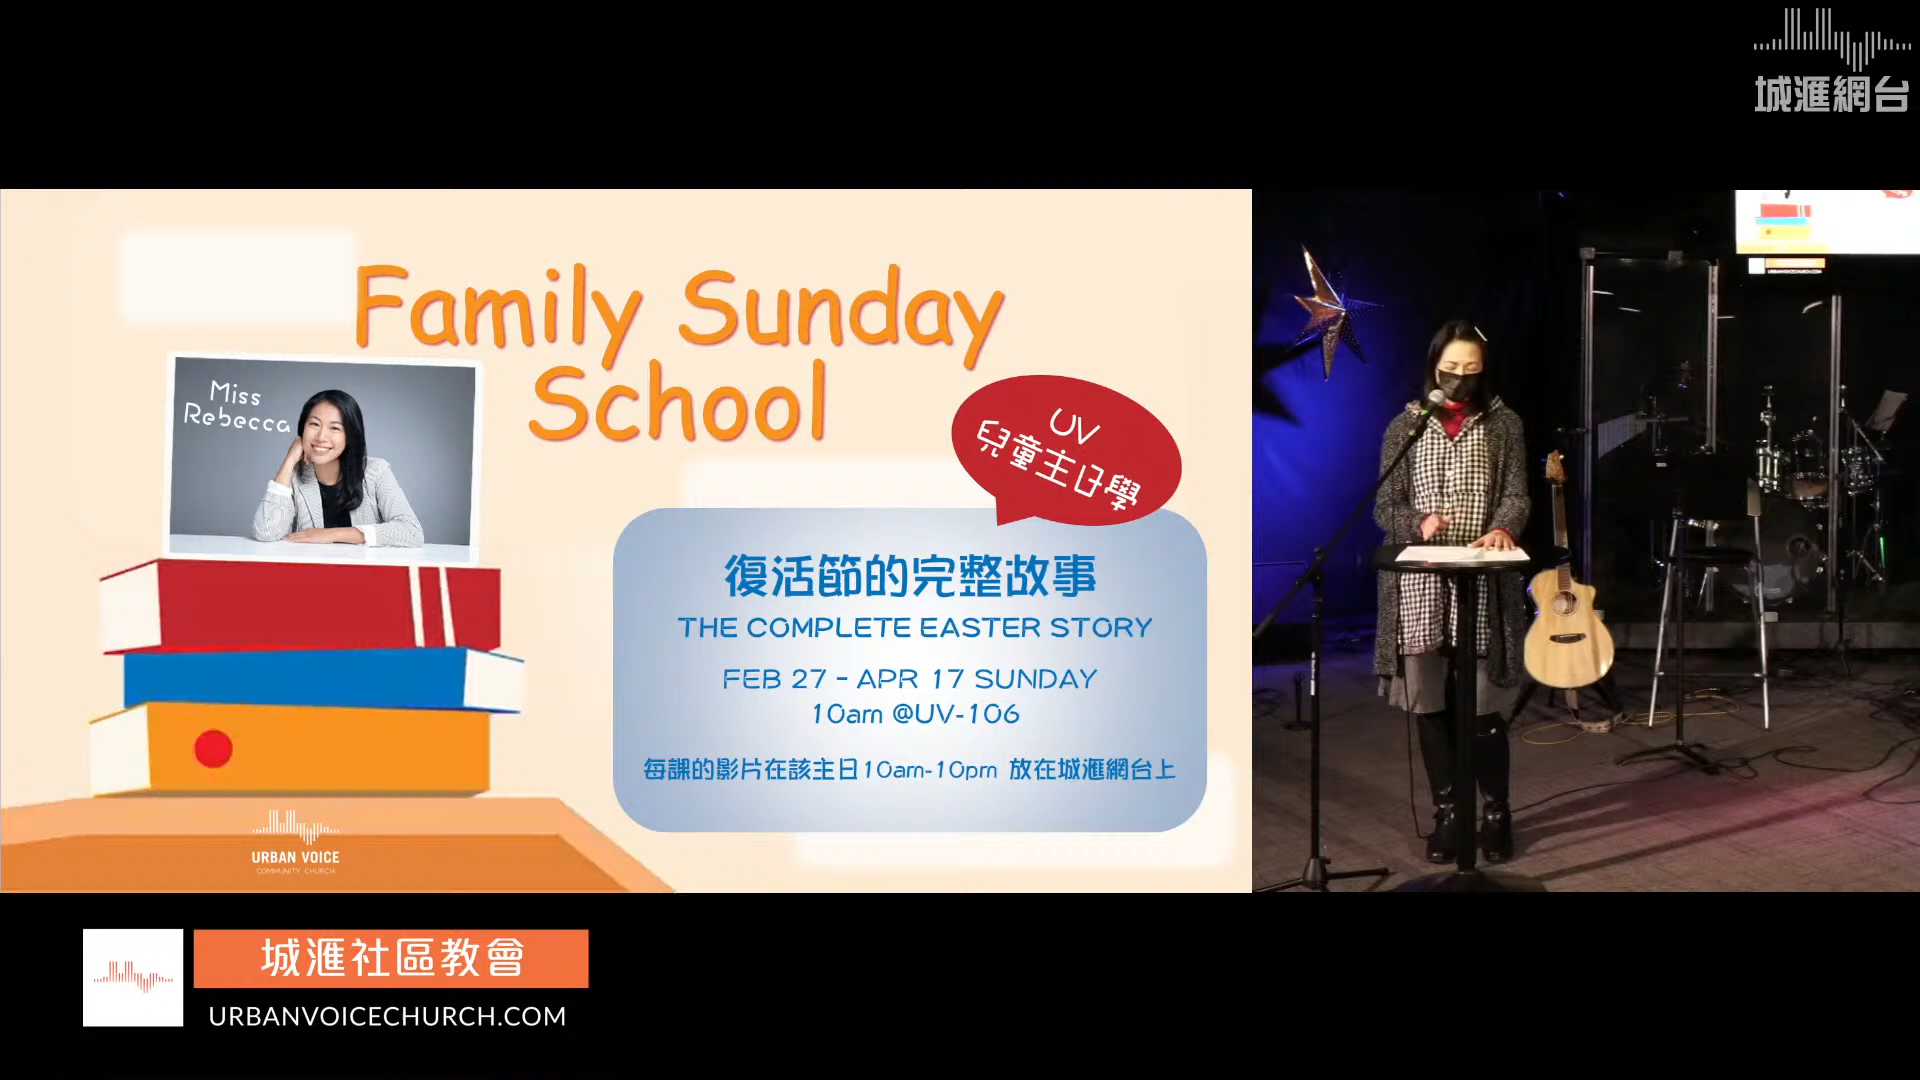 城滙網台
Family Sunday
School
Miss
Rebecca
UV
兒童主日學
復活節的完整故事
THE COMPLETE EASTER STORY
FEB 27 - APR 17 SUNDAY
10am @UV-106
每課的影片在該主日10am-10pm 放在城滙網台上
URBAN VOICE
COMMUNITY CHURCH
城滙社區教會
URBANVOICECHURCH.COM